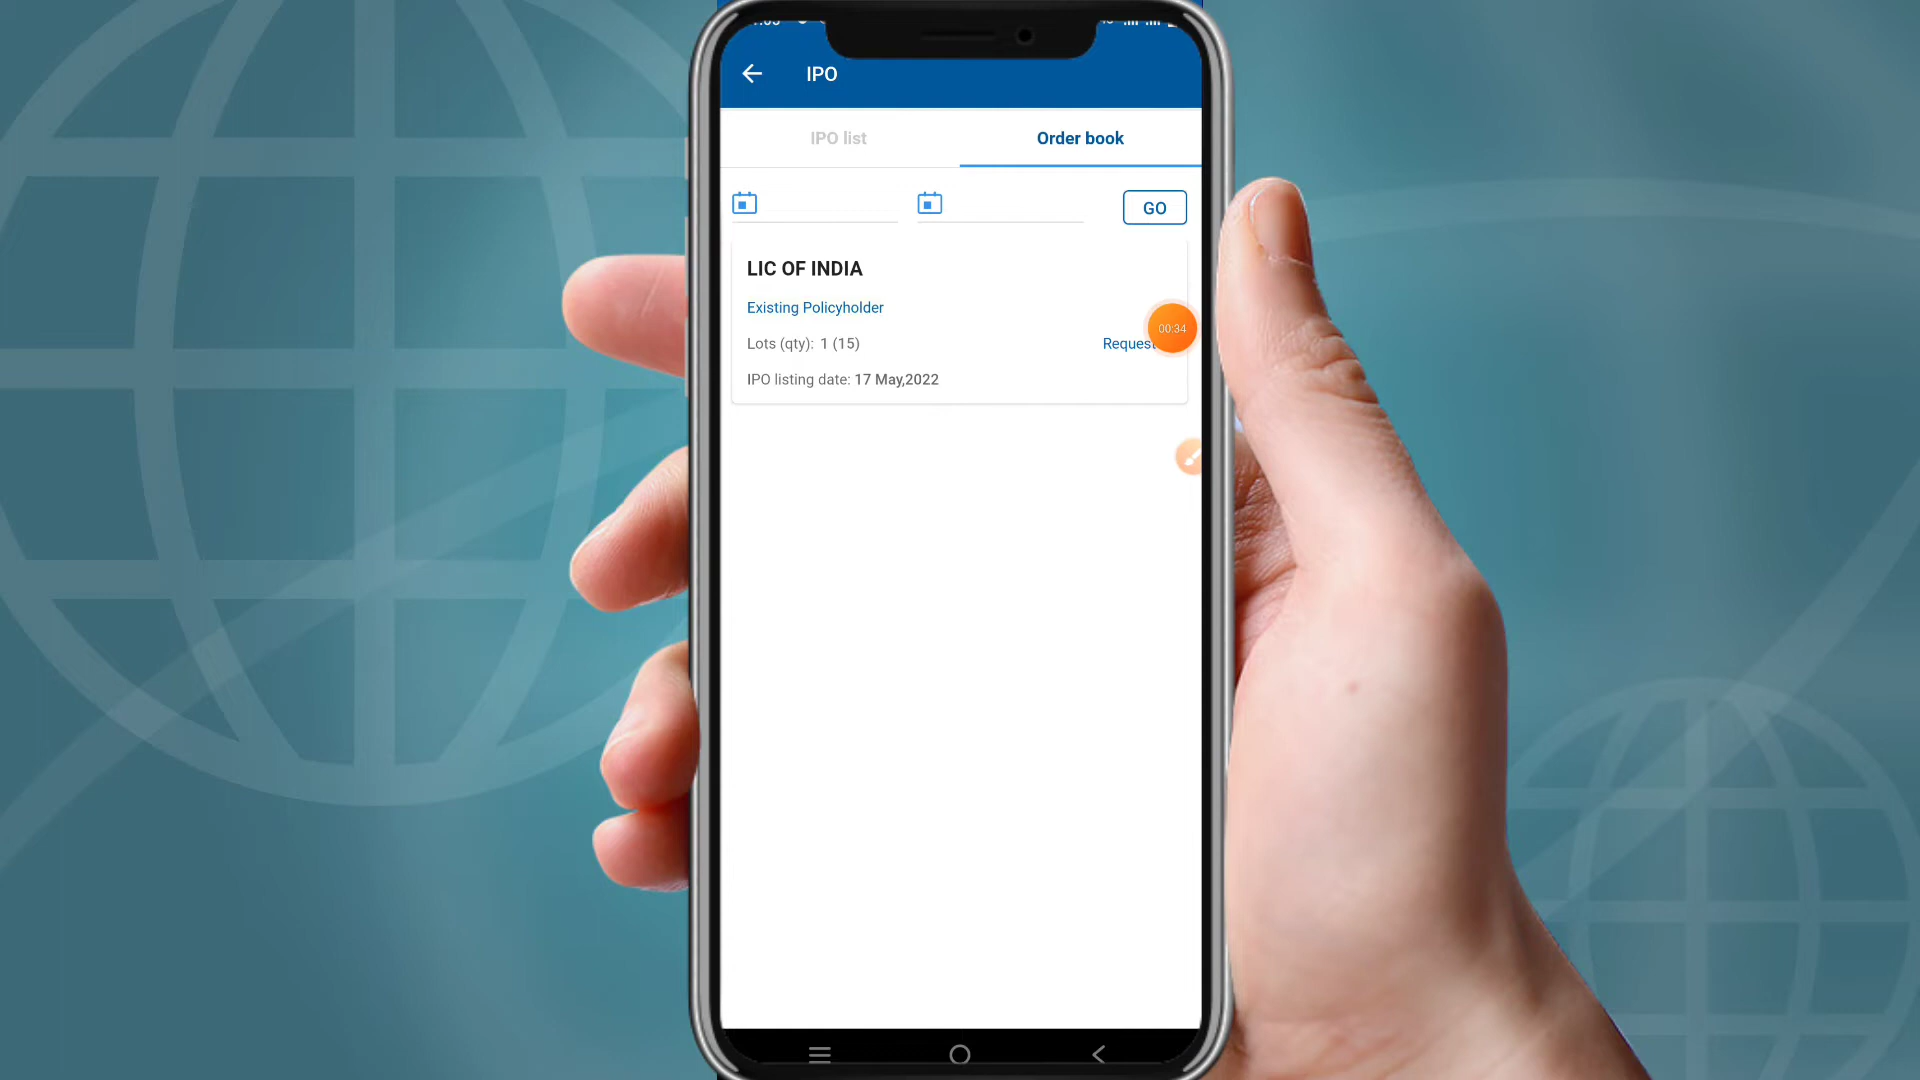 IPO
IPO list
Order book
GO
LIC OF INDIA
Existing Policyholder
00:34
Lots (qty): 1 (15)
IPO listing date: 17 May,2022